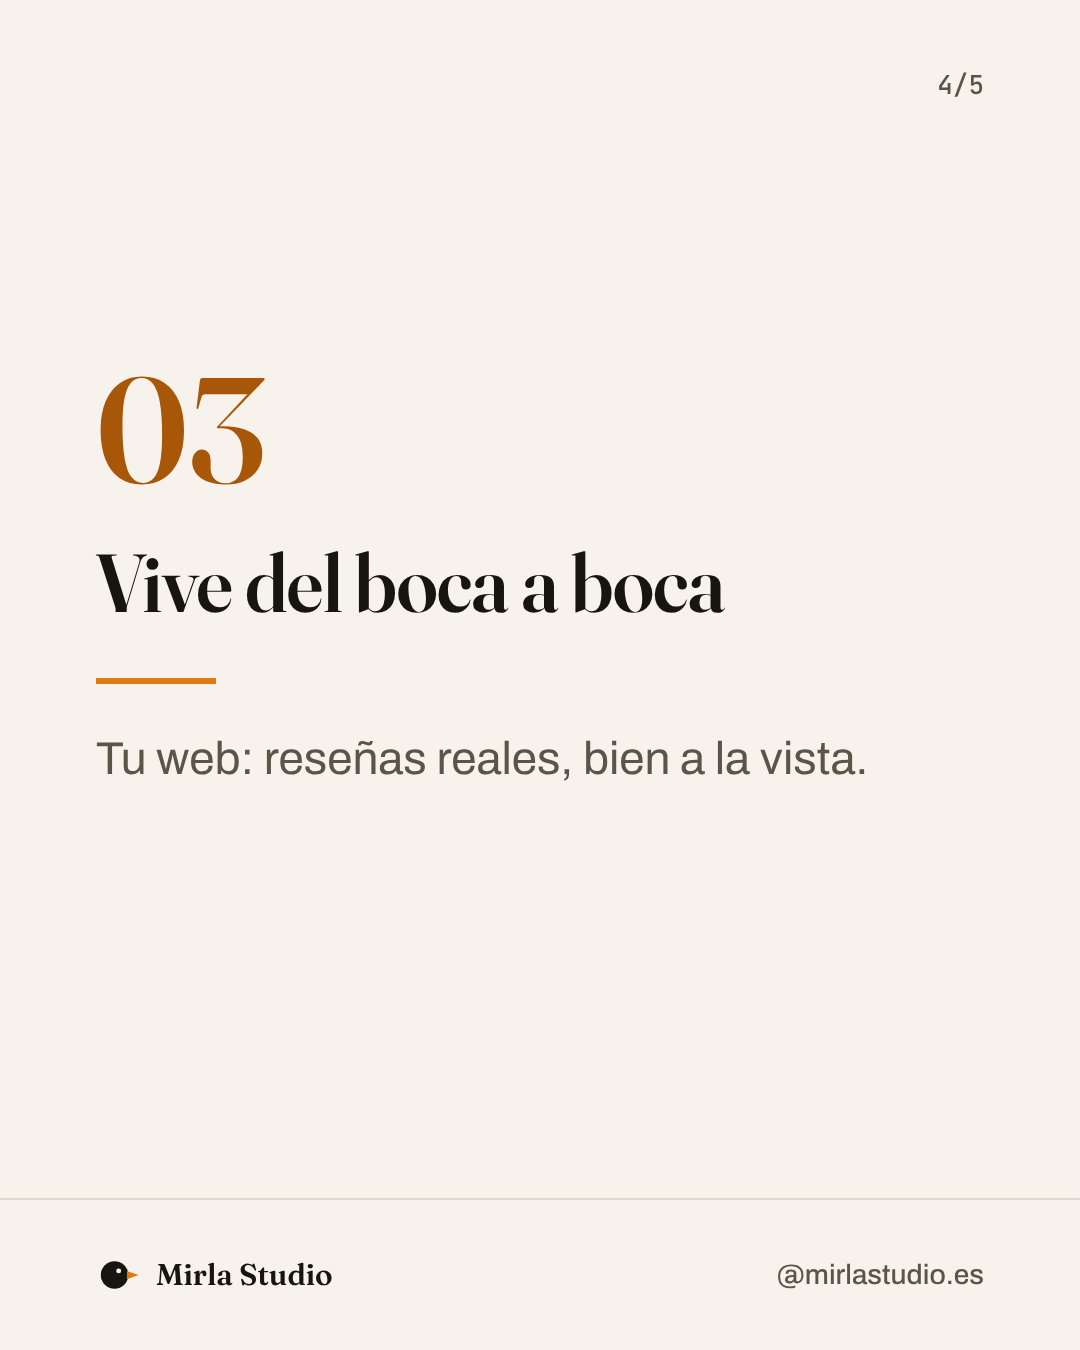 4/5
03
Vive del boca a boca
Tu web: reseñas reales, bien a la vista.
Mirla Studio
@mirlastudio.es